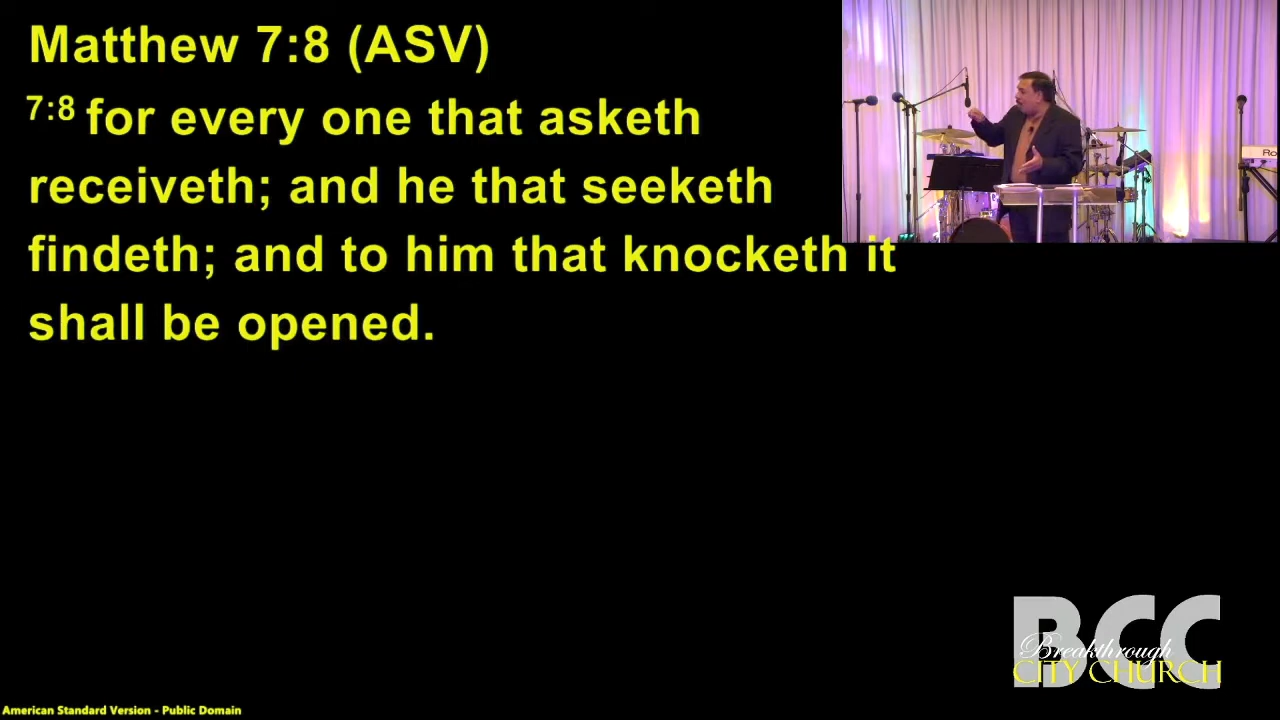 Matthew 7:8 (ASV)
7:8 for every one that asketh
receiveth; and he that seeketh
findeth; and to him that knocketh it
shall be opened.
Ro
BCC
Breakthrough
CITY CHURCH
American Standard Version - Public Domain